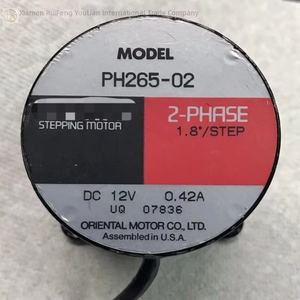 Xiamen Ruifeng Youtian International Trade Company
MODEL
PH265-02
STEPPING MOTOR
2-PHASE
1.8°/STEP
DC 12V 0.42A
UQ 07836
ORIENTAL MOTOR CO., LTD.
Assembled in U.S.A.